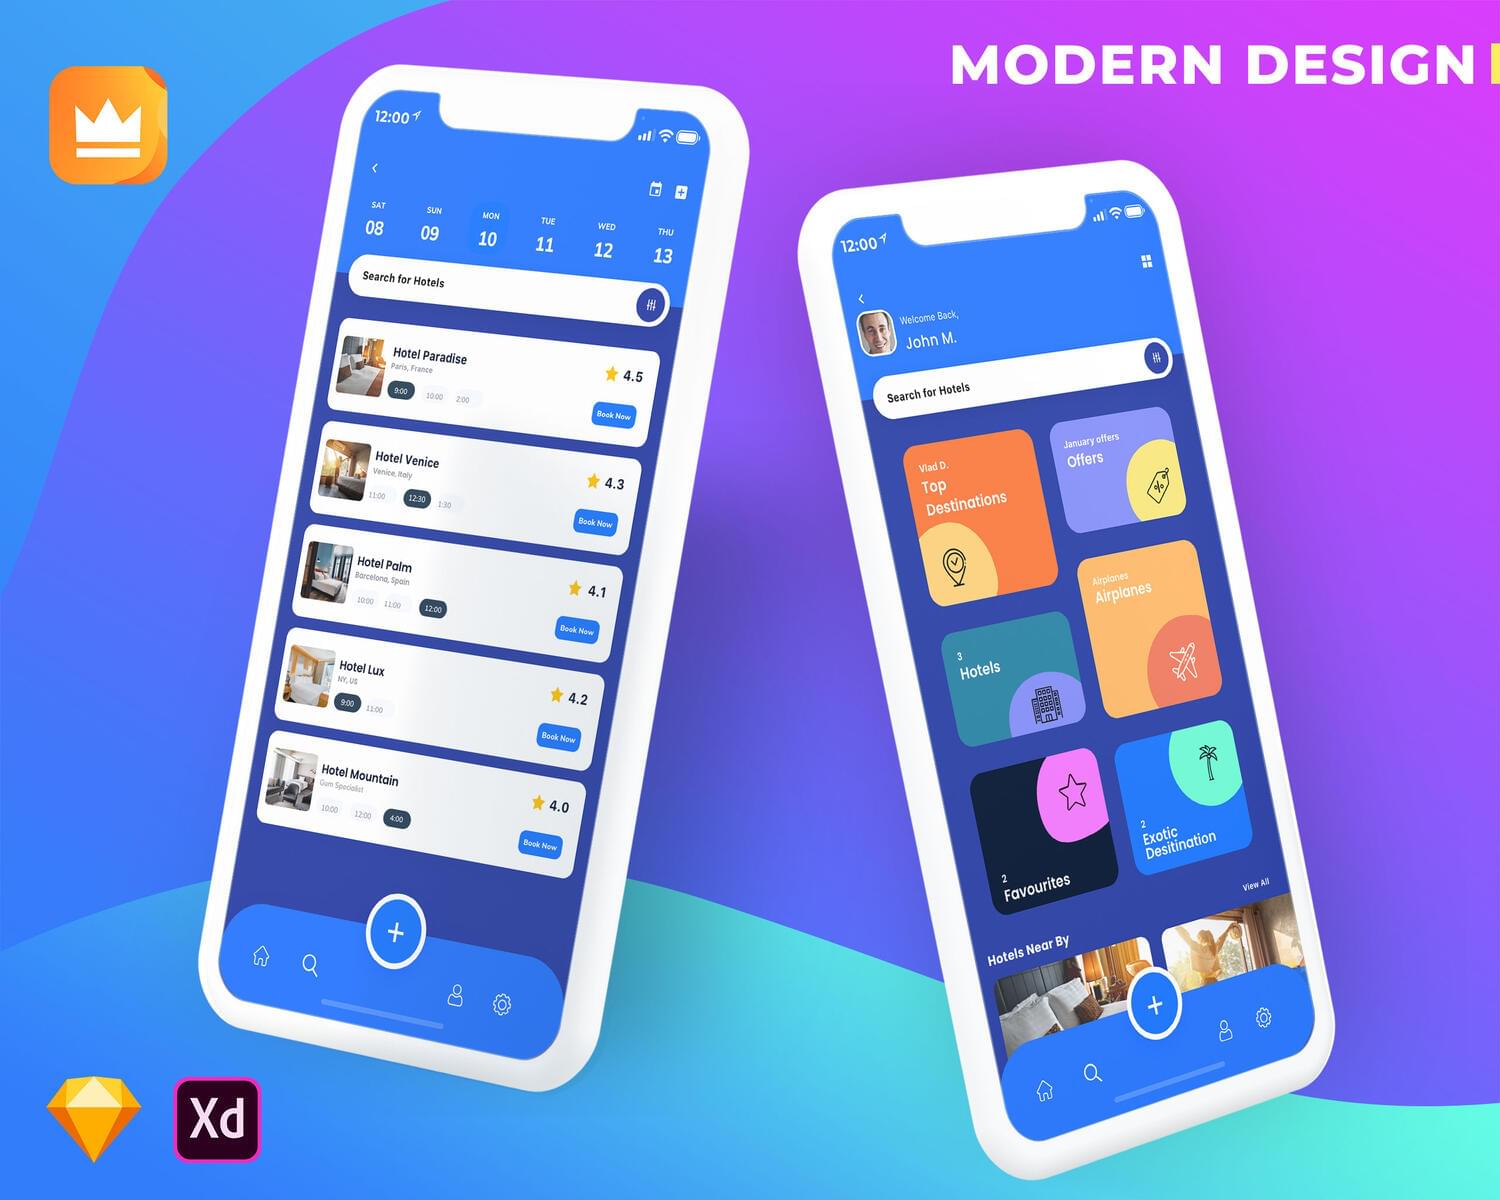 MODERN DESIGN
12:00
SAT
08
SUN
09
MON
10
TUE
11
WED
12
THU
13
Search for Hotels
Hotel Paradise
Paris, France
9:00 10:00 2:00
4.5
Book Now
Hotel Venice
Venice, Italy
11:00 12:30 1:30
4.3
Book Now
Hotel Palm
Barcelona, Spain
10:00 11:00 12:00
4.1
Book Now
Hotel Lux
NY, US
9:00 11:00
4.2
Book Now
Hotel Mountain
Gum Specialist
10:00 12:00 4:00
4.0
Book Now
12:00
Welcome Back,
John M.
Search for Hotels
Vlad D.
Top
Destinations
January offers
Offers
Airplanes
Airplanes
3
Hotels
2
Favourites
2
Exotic
Desitination
View All
Hotels Near By
Xd